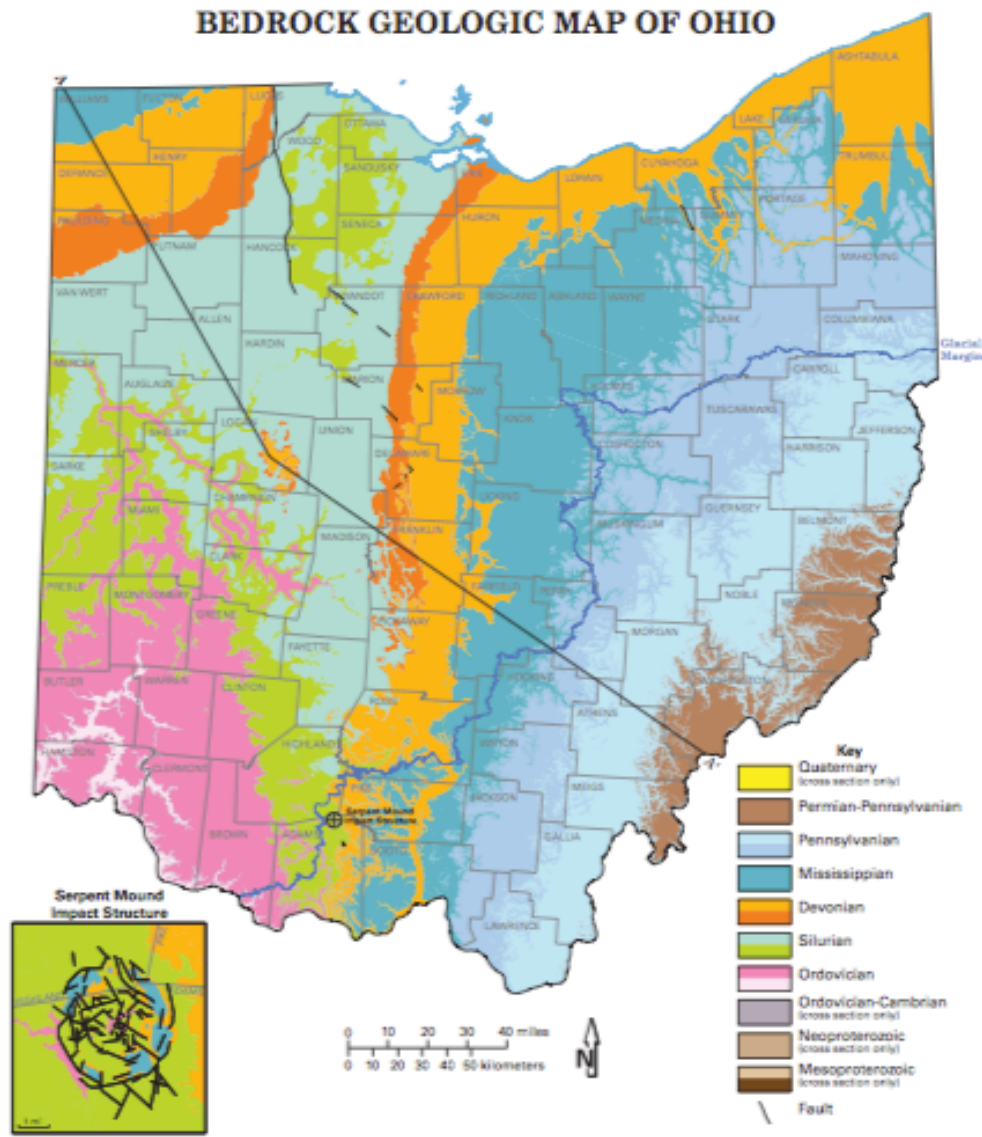 BEDROCK GEOLOGIC MAP OF OHIO
ASHTABULA
WILLIAMS
FULTON
LUCAS
LAKE
OTTAWA
WOOD
CUYAHOGA
TRUMBULL
HENRY
SANDUSKY
LORAIN
DEFIANCE
PORTAGE
PAULDING
SENECA
HURON
MEDINA
SUMMIT
PUTNAM
HANCOCK
MAHONING
VAN WERT
WYANDOT
CRAWFORD
RICHLAND
ASHLAND
WAYNE
ALLEN
STARK
COLUMBIANA
HARDIN
Glacial
Margin
MERCER
CARROLL
AUGLAIZE
MARION
MORROW
HOLMES
TUSCARAWAS
KNOX
LOGAN
UNION
JEFFERSON
SHELBY
COSHOCTON
HARRISON
DELAWARE
DARKE
CHAMPAIGN
LICKING
MIAMI
GUERNSEY
BELMONT
MUSKINGUM
FRANKLIN
MADISON
CLARK
PREBLE
MONTGOMERY
FAIRFIELD
PERRY
NOBLE
GREENE
PICKAWAY
MORGAN
FAYETTE
BUTLER
WARREN
CLINTON
HOCKING
WASHINGTON
ROSS
ATHENS
HIGHLAND
VINTON
HAMILTON
CLERMONT
PIKE
JACKSON
MEIGS
Serpent Mound
Impact Structure
BROWN
ADAMS
GALLIA
SCIOTO
LAWRENCE
Key
Quaternary
(cross section only)
Permian-Pennsylvanian
Pennsylvanian
Mississippian
Devonian
Silurian
Ordovician
Ordovician-Cambrian
(cross section only)
Neoproterozoic
(cross section only)
Mesoproterozoic
(cross section only)
Fault
Serpent Mound
Impact Structure
HIGHLAND
ADAMS
1 mi
0 10 20 30 40 miles
0 10 20 30 40 50 kilometers
N